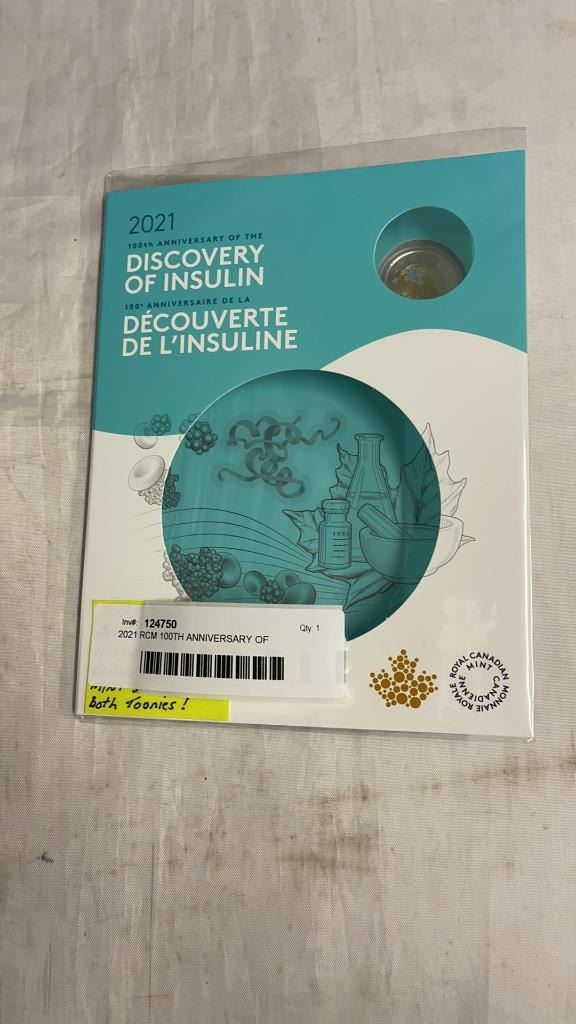 2021
100th ANNIVERSARY OF THE
DISCOVERY
OF INSULIN
100e ANNIVERSAIRE DE LA
DÉCOUVERTE
DE L'INSULINE
Inv#: 124750
Qty: 1
2021 RCM 100TH ANNIVERSARY OF
Both Toonies!
ROYAL CANADIAN MINT
MONNAIE ROYALE CANADIENNE